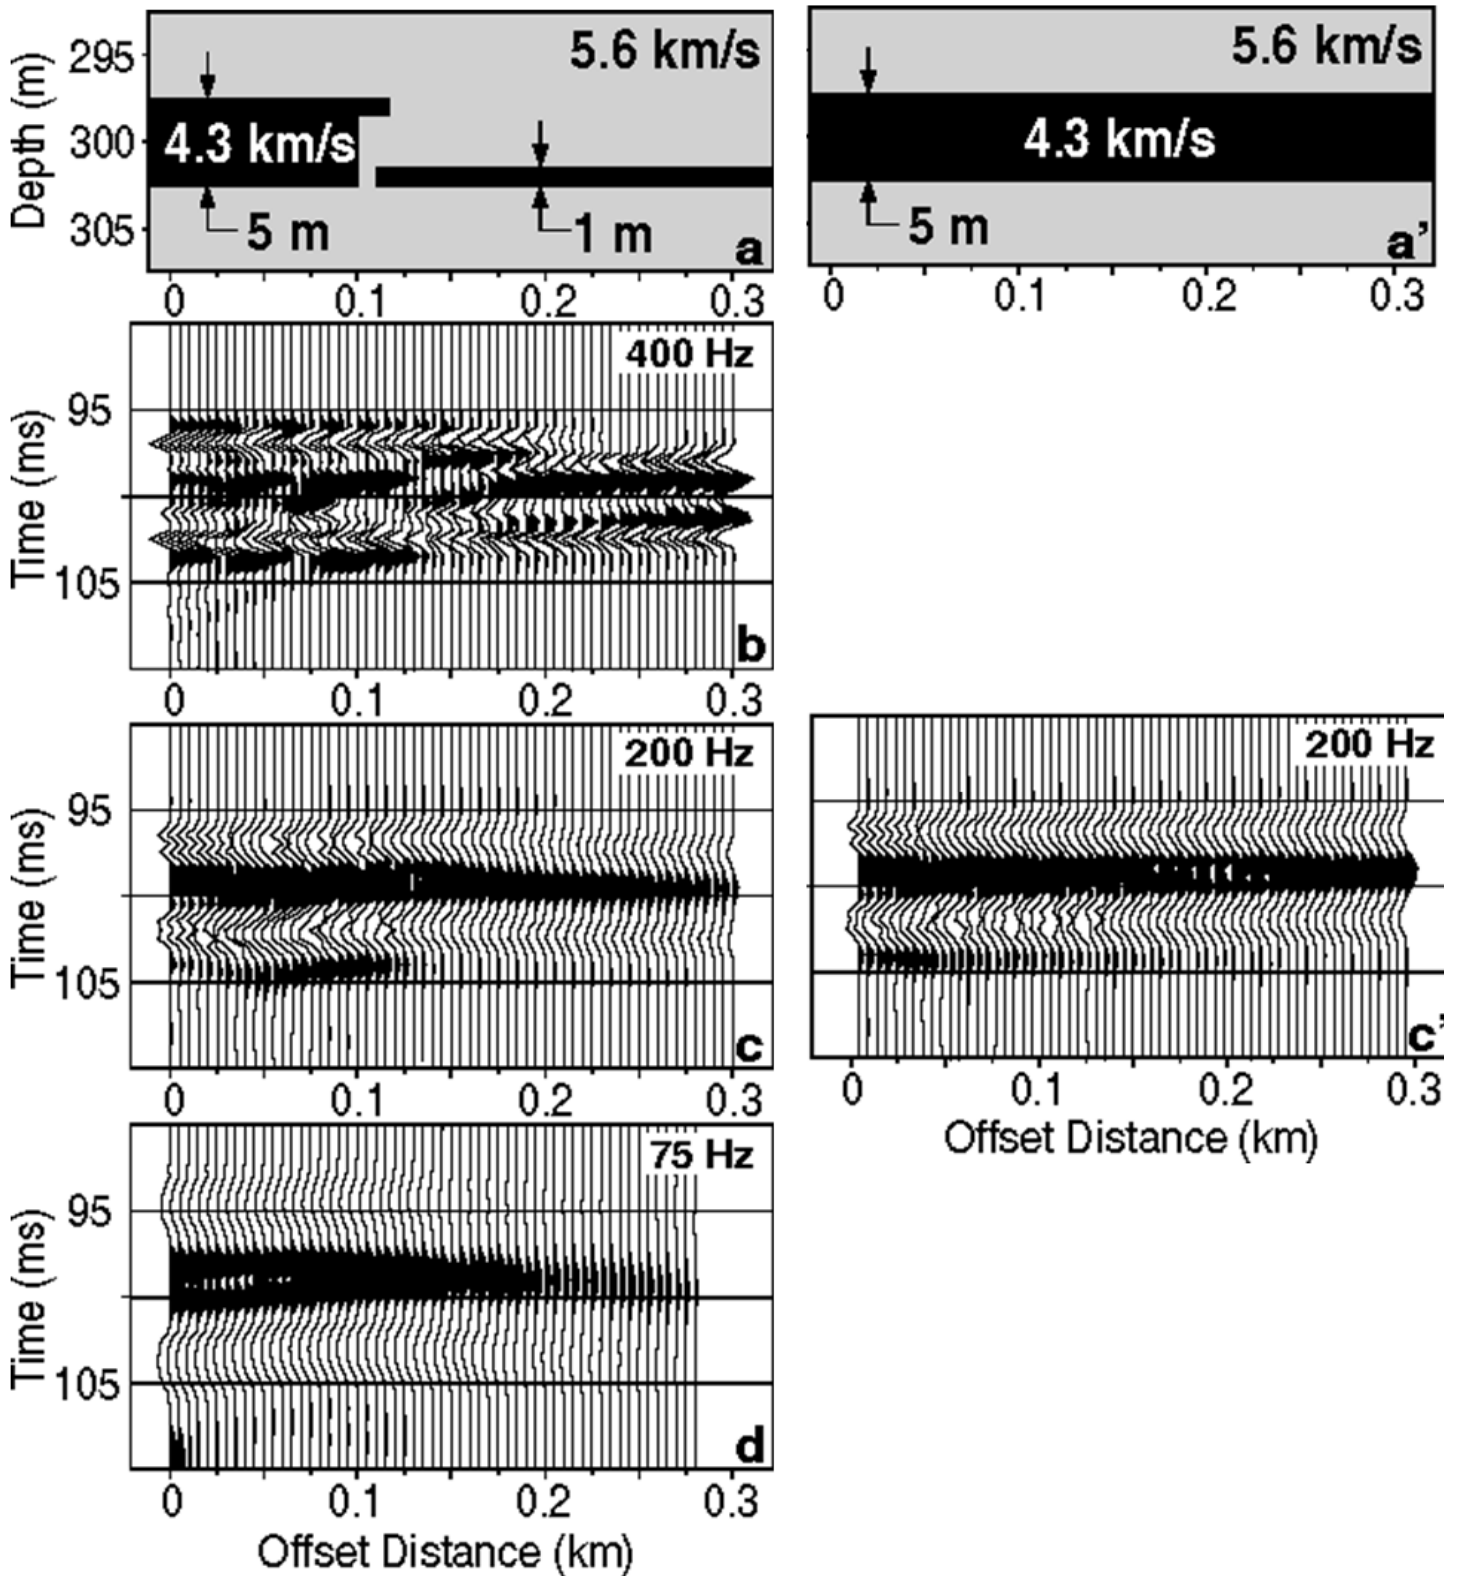 Depth (m)
295
300
305
5.6 km/s
4.3 km/s
5 m
1 m
a
0 0.1 0.2 0.3
5.6 km/s
4.3 km/s
5 m
a’
0 0.1 0.2 0.3
Time (ms)
95
105
400 Hz
b
0 0.1 0.2 0.3
Time (ms)
95
105
200 Hz
c
0 0.1 0.2 0.3
200 Hz
c’
0 0.1 0.2 0.3
Offset Distance (km)
Time (ms)
95
105
75 Hz
d
0 0.1 0.2 0.3
Offset Distance (km)